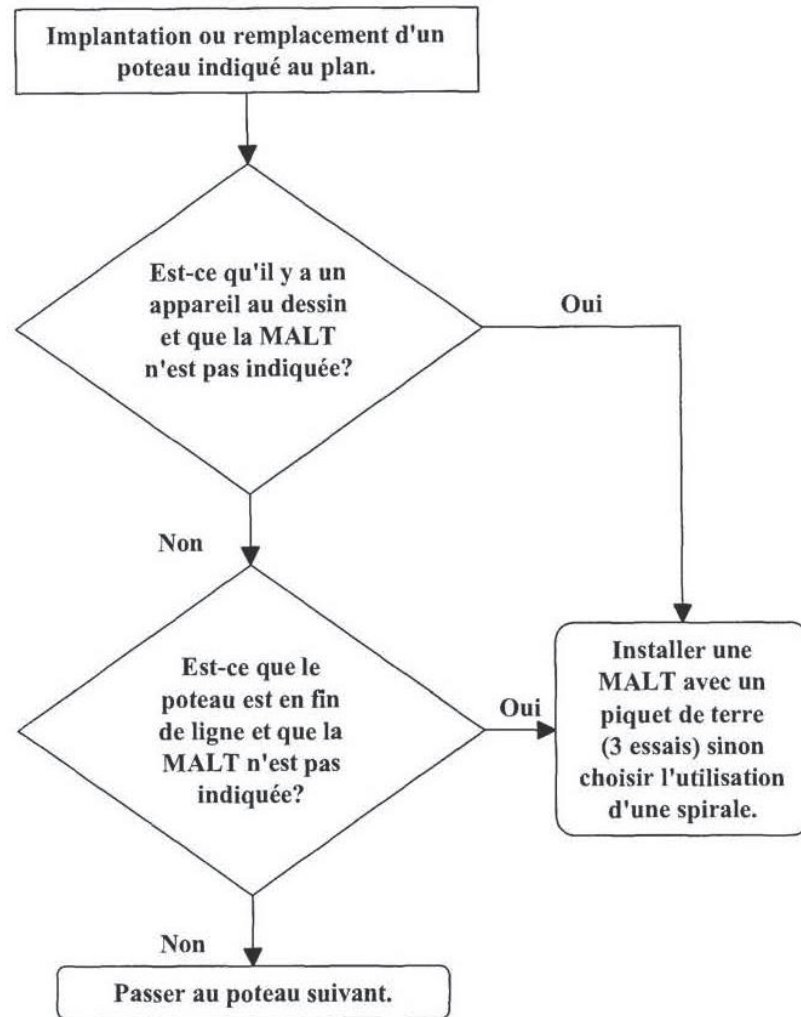 Implantation ou remplacement d'un
poteau indiqué au plan.
Est-ce qu'il y a un
appareil au dessin
et que la MALT
n'est pas indiquée?
Oui
Non
Est-ce que le
poteau est en fin
de ligne et que la
MALT n'est pas
indiquée?
Oui
Installer une
MALT avec un
piquet de terre
(3 essais) sinon
choisir l'utilisation
d'une spirale.
Non
Passer au poteau suivant.